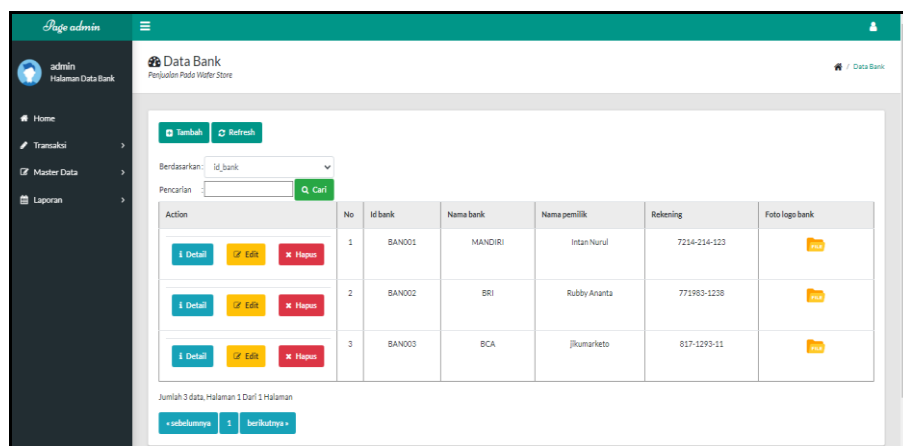 Page admin
admin
Halaman Data Bank
Home
Transaksi
Master Data
Laporan
Data Bank
Penjualan Pada Wafer Store
/ Data Bank
Tambah Refresh
Berdasarkan: id_bank
Pencarian : Cari
Action No Id bank Nama bank Nama pemilik Rekening Foto logo bank
Detail Edit Hapus 1 BAN001 MANDIRI Intan Nurul 7214-214-123
Detail Edit Hapus 2 BAN002 BRI Rubby Ananta 771983-1238
Detail Edit Hapus 3 BAN003 BCA jikumarketo 817-1293-11
Jumlah 3 data, Halaman 1 Dari 1 Halaman
« sebelumnya 1 berikutnya »